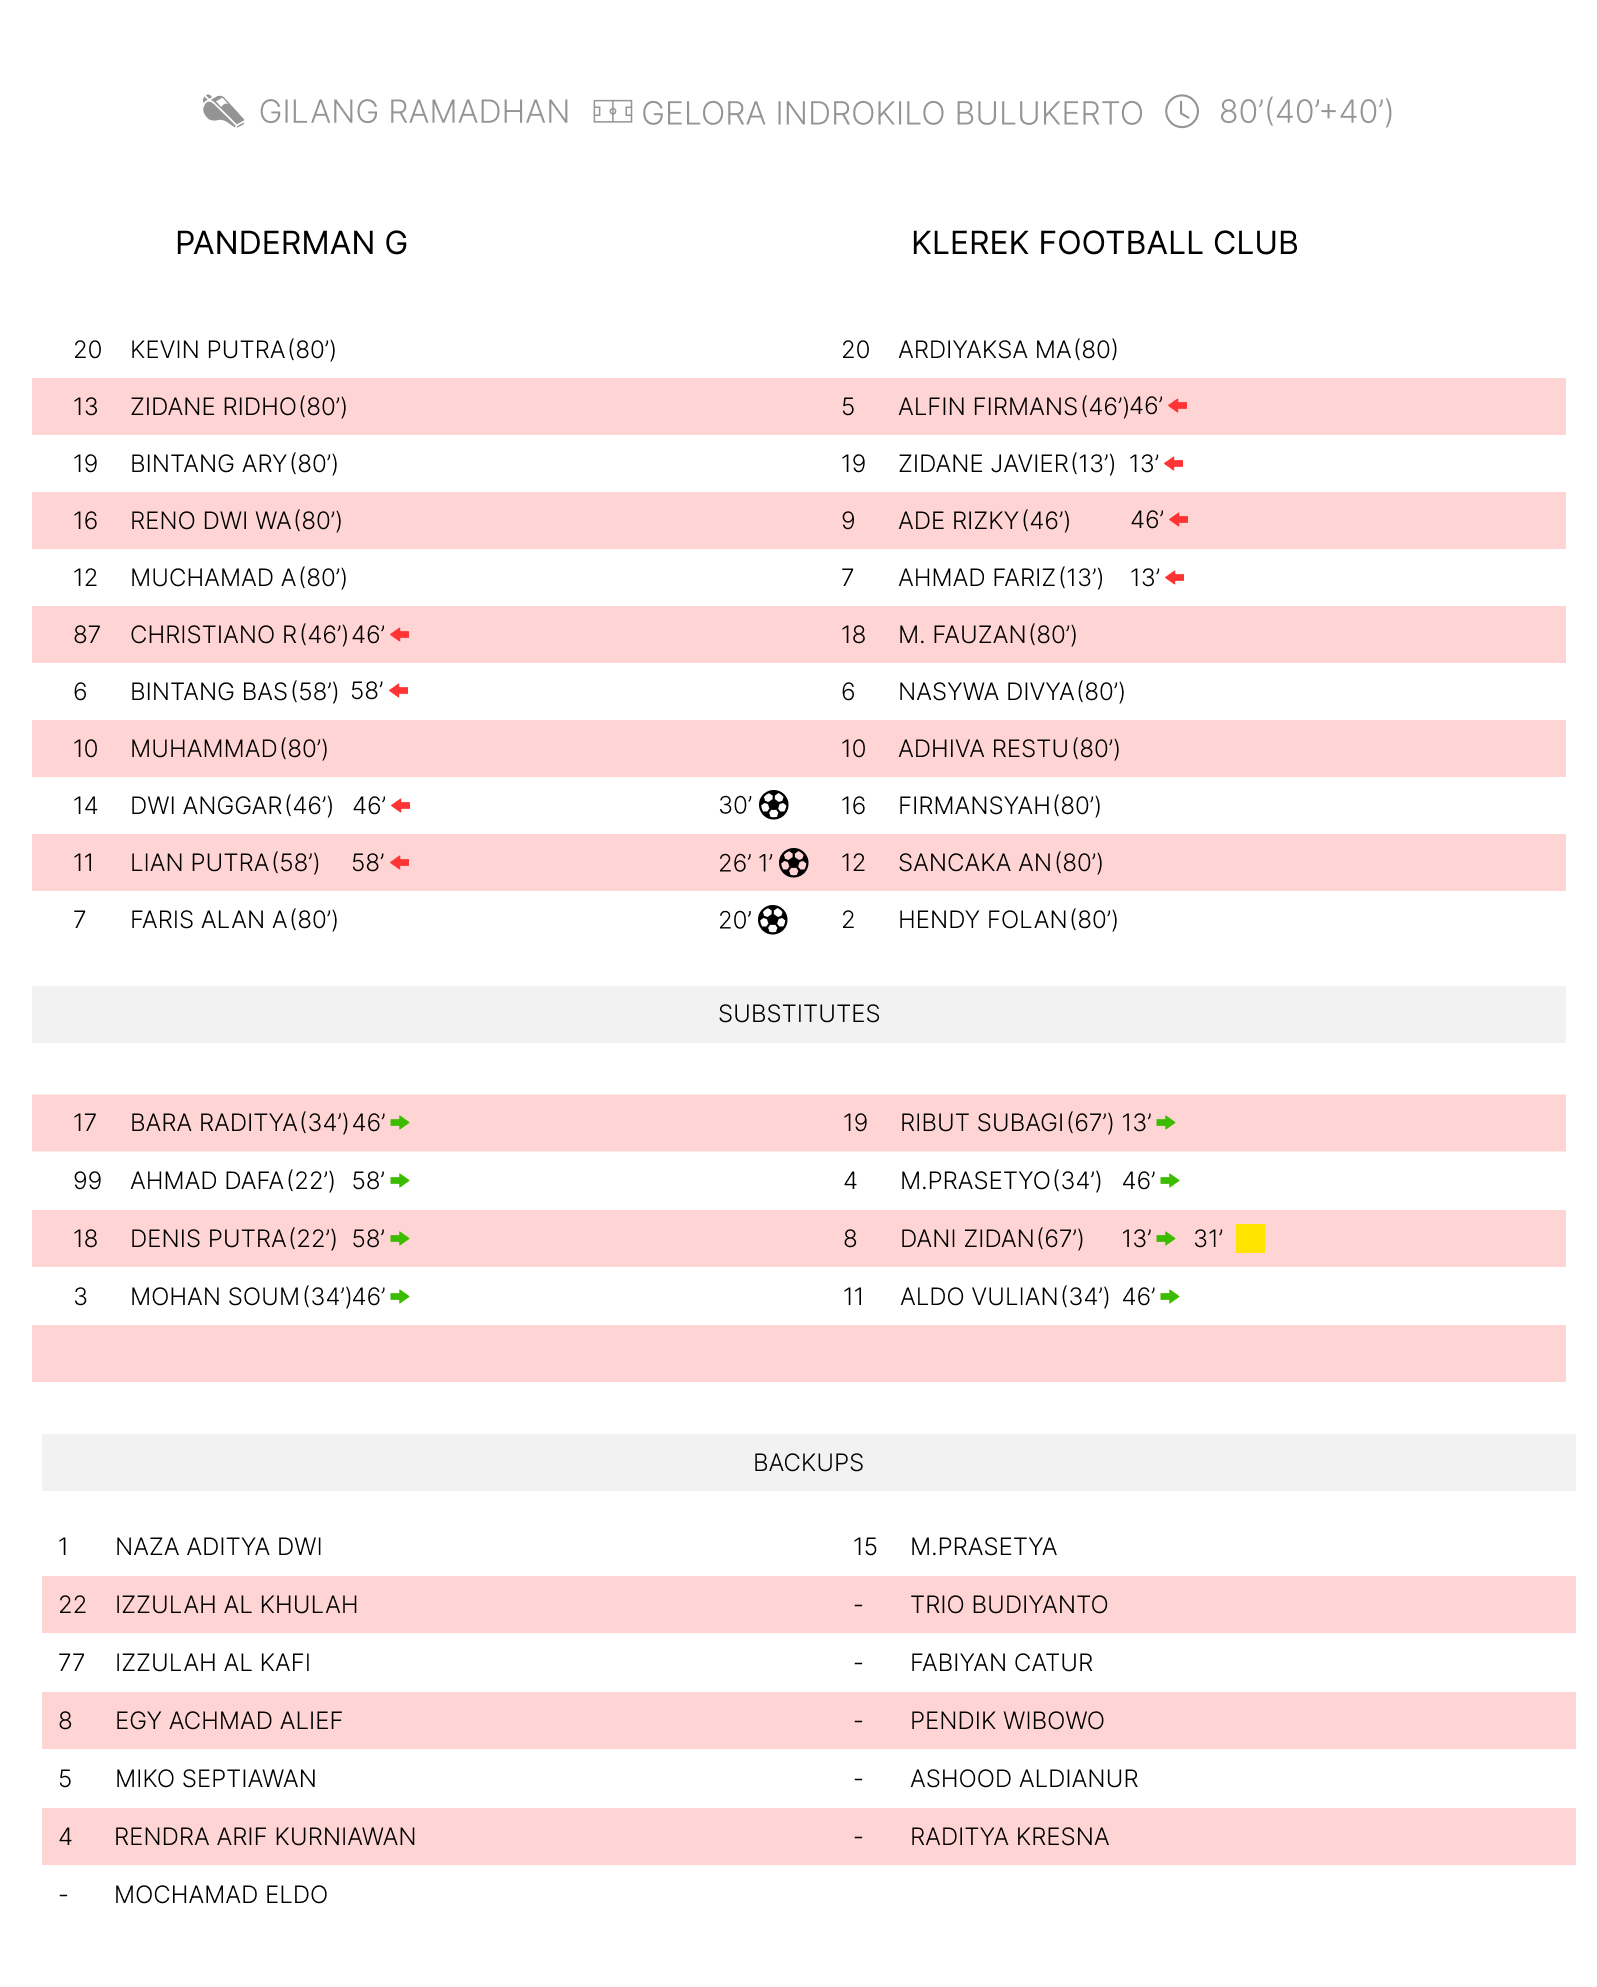 GILANG RAMADHAN GELORA INDROKILO BULUKERTO 80’(40’+40’)
PANDERMAN G KLEREK FOOTBALL CLUB
20 KEVIN PUTRA(80’) 20 ARDIYAKSA MA(80)
13 ZIDANE RIDHO(80’) 5 ALFIN FIRMANS(46’)46’
19 BINTANG ARY(80’) 19 ZIDANE JAVIER(13’) 13’
16 RENO DWI WA(80’) 9 ADE RIZKY(46’) 46’
12 MUCHAMAD A(80’) 7 AHMAD FARIZ(13’) 13’
87 CHRISTIANO R(46’)46’ 18 M. FAUZAN(80’)
6 BINTANG BAS(58’) 58’ 6 NASYWA DIVYA(80’)
10 MUHAMMAD(80’) 10 ADHIVA RESTU(80’)
14 DWI ANGGAR(46’) 46’ 30’ 16 FIRMANSYAH(80’)
11 LIAN PUTRA(58’) 58’ 26’ 1’ 12 SANCAKA AN(80’)
7 FARIS ALAN A(80’) 20’ 2 HENDY FOLAN(80’)
SUBSTITUTES
17 BARA RADITYA(34’)46’ 19 RIBUT SUBAGI(67’) 13’
99 AHMAD DAFA(22’) 58’ 4 M.PRASETYO(34’) 46’
18 DENIS PUTRA(22’) 58’ 8 DANI ZIDAN(67’) 13’ 31’
3 MOHAN SOUM(34’)46’ 11 ALDO VULIAN(34’) 46’
BACKUPS
1 NAZA ADITYA DWI 15 M.PRASETYA
22 IZZULAH AL KHULAH - TRIO BUDIYANTO
77 IZZULAH AL KAFI - FABIYAN CATUR
8 EGY ACHMAD ALIEF - PENDIK WIBOWO
5 MIKO SEPTIAWAN - ASHOOD ALDIANUR
4 RENDRA ARIF KURNIAWAN - RADITYA KRESNA
- MOCHAMAD ELDO